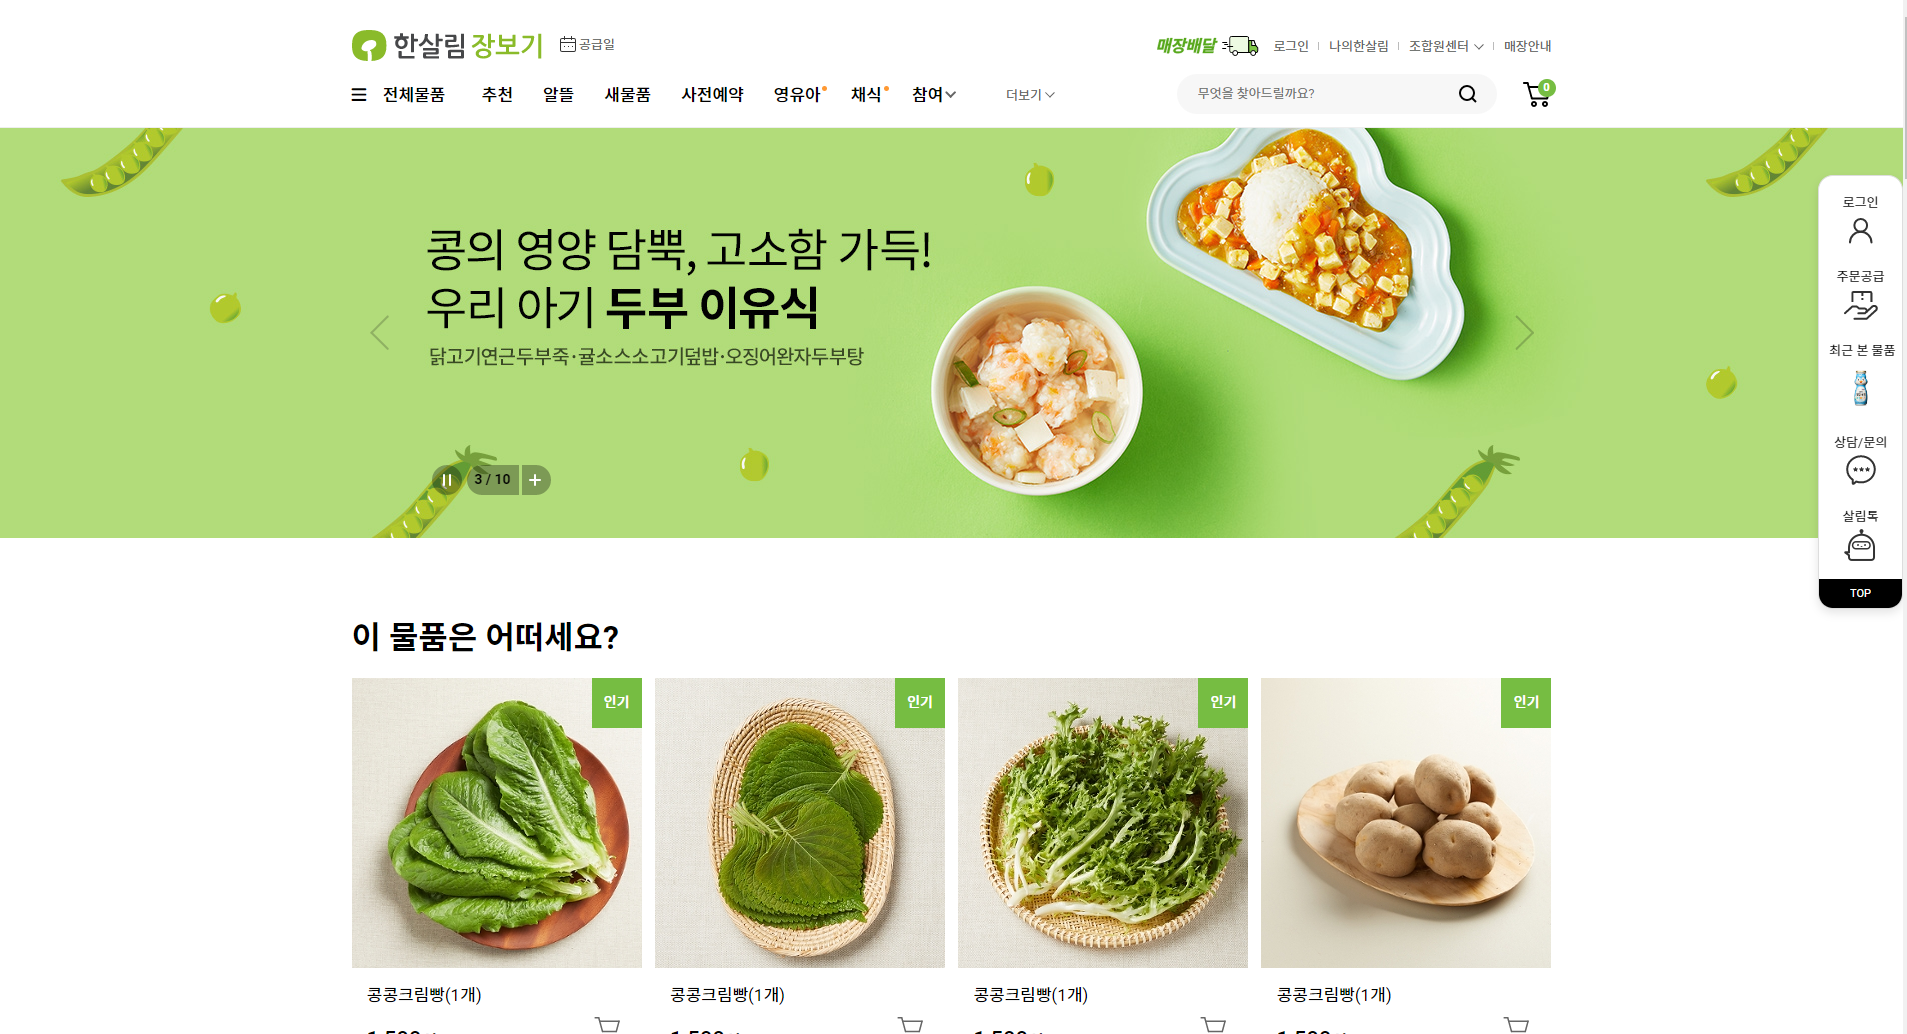 한살림 장보기 공급일
매장배달 로그인 나의한살림 조합원센터 매장안내
전체물품 추천 알뜰 새물품 사전예약 영유아 채식 참여 더보기
무엇을 찾아드릴까요?
0
콩의 영양 담뿍, 고소함 가득!
우리 아기 두부 이유식
닭고기연근두부죽·귤소스소고기덮밥·오징어완자두부탕
3 / 10
로그인
주문공급
최근 본 물품
상담/문의
살림톡
TOP
이 물품은 어떠세요?
인기 인기 인기 인기
콩콩크림빵(1개) 콩콩크림빵(1개) 콩콩크림빵(1개) 콩콩크림빵(1개)